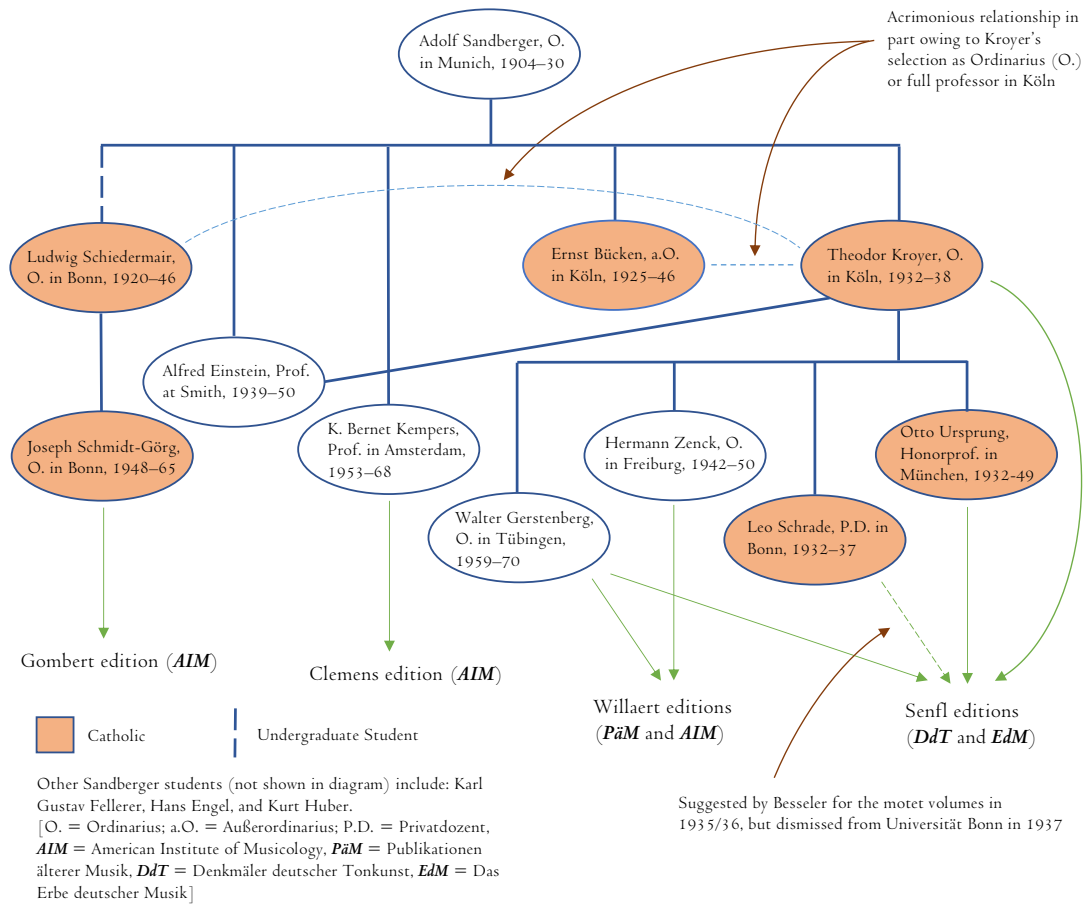 Adolf Sandberger, O.
in Munich, 1904–30
Acrimonious relationship in
part owing to Kroyer's
selection as Ordinarius (O.)
or full professor in Köln
Ludwig Schiedermair,
O. in Bonn, 1920–46
Ernst Bücken, a.O.
in Köln, 1925–46
Theodor Kroyer, O.
in Köln, 1932–38
Alfred Einstein, Prof.
at Smith, 1939–50
Joseph Schmidt-Görg,
O. in Bonn, 1948–65
K. Bernet Kempers,
Prof. in Amsterdam,
1953–68
Hermann Zenck, O.
in Freiburg, 1942–50
Otto Ursprung,
Honorprof. in
München, 1932-49
Walter Gerstenberg,
O. in Tübingen,
1959–70
Leo Schrade, P.D. in
Bonn, 1932–37
Gombert edition (AIM)
Clemens edition (AIM)
Willaert editions
(PäM and AIM)
Senfl editions
(DdT and EdM)
Catholic
Undergraduate Student
Other Sandberger students (not shown in diagram) include: Karl
Gustav Fellerer, Hans Engel, and Kurt Huber.
[O. = Ordinarius; a.O. = Außerordinarius; P.D. = Privatdozent,
AIM = American Institute of Musicology, PäM = Publikationen
älterer Musik, DdT = Denkmäler deutscher Tonkunst, EdM = Das
Erbe deutscher Musik]
Suggested by Besseler for the motet volumes in
1935/36, but dismissed from Universität Bonn in 1937